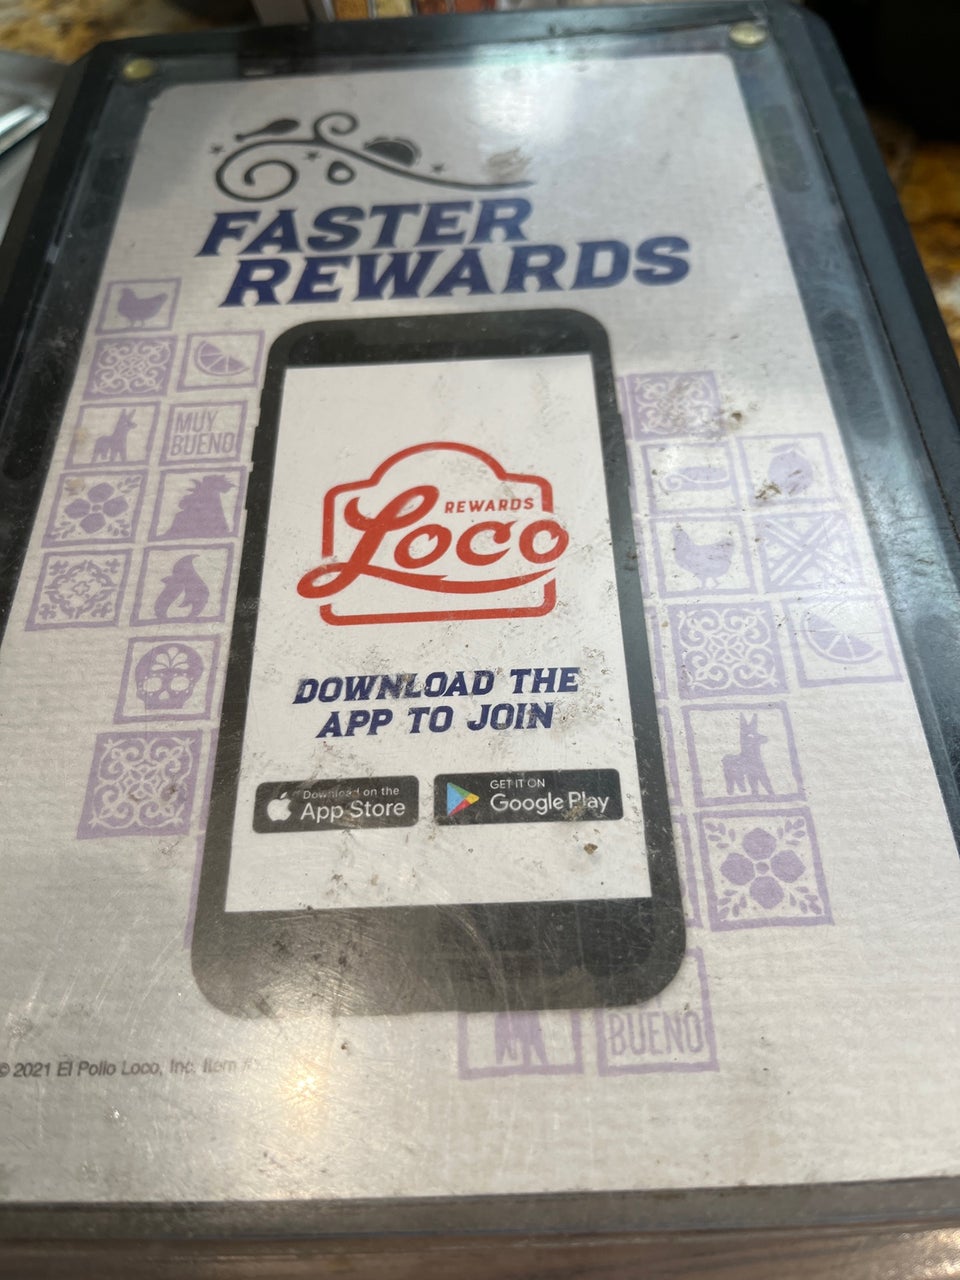 FASTER
REWARDS
MUY
BUENO
REWARDS
Loco
DOWNLOAD THE
APP TO JOIN
Download on the
App Store
GET IT ON
Google Play
BUENO
© 2021 El Pollo Loco, Inc. Item #